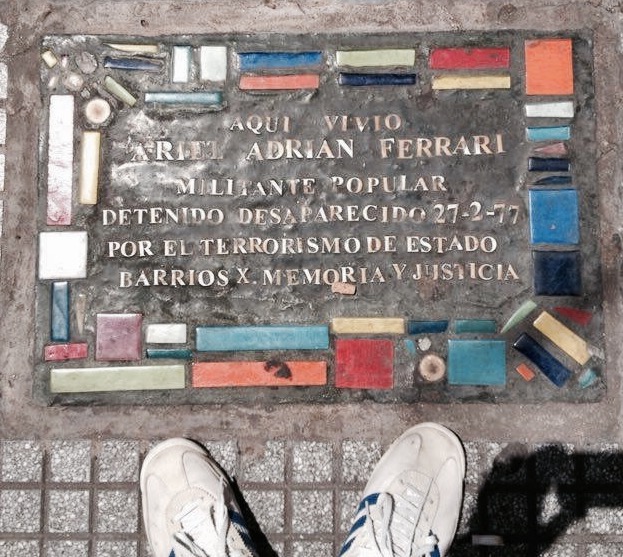 AQUI VIVIO
ARIEL ADRIAN FERRARI
MILITANTE POPULAR
DETENIDO DESAPARECIDO 27-2-77
POR EL TERRORISMO DE ESTADO
BARRIOS X MEMORIA Y JUSTICIA